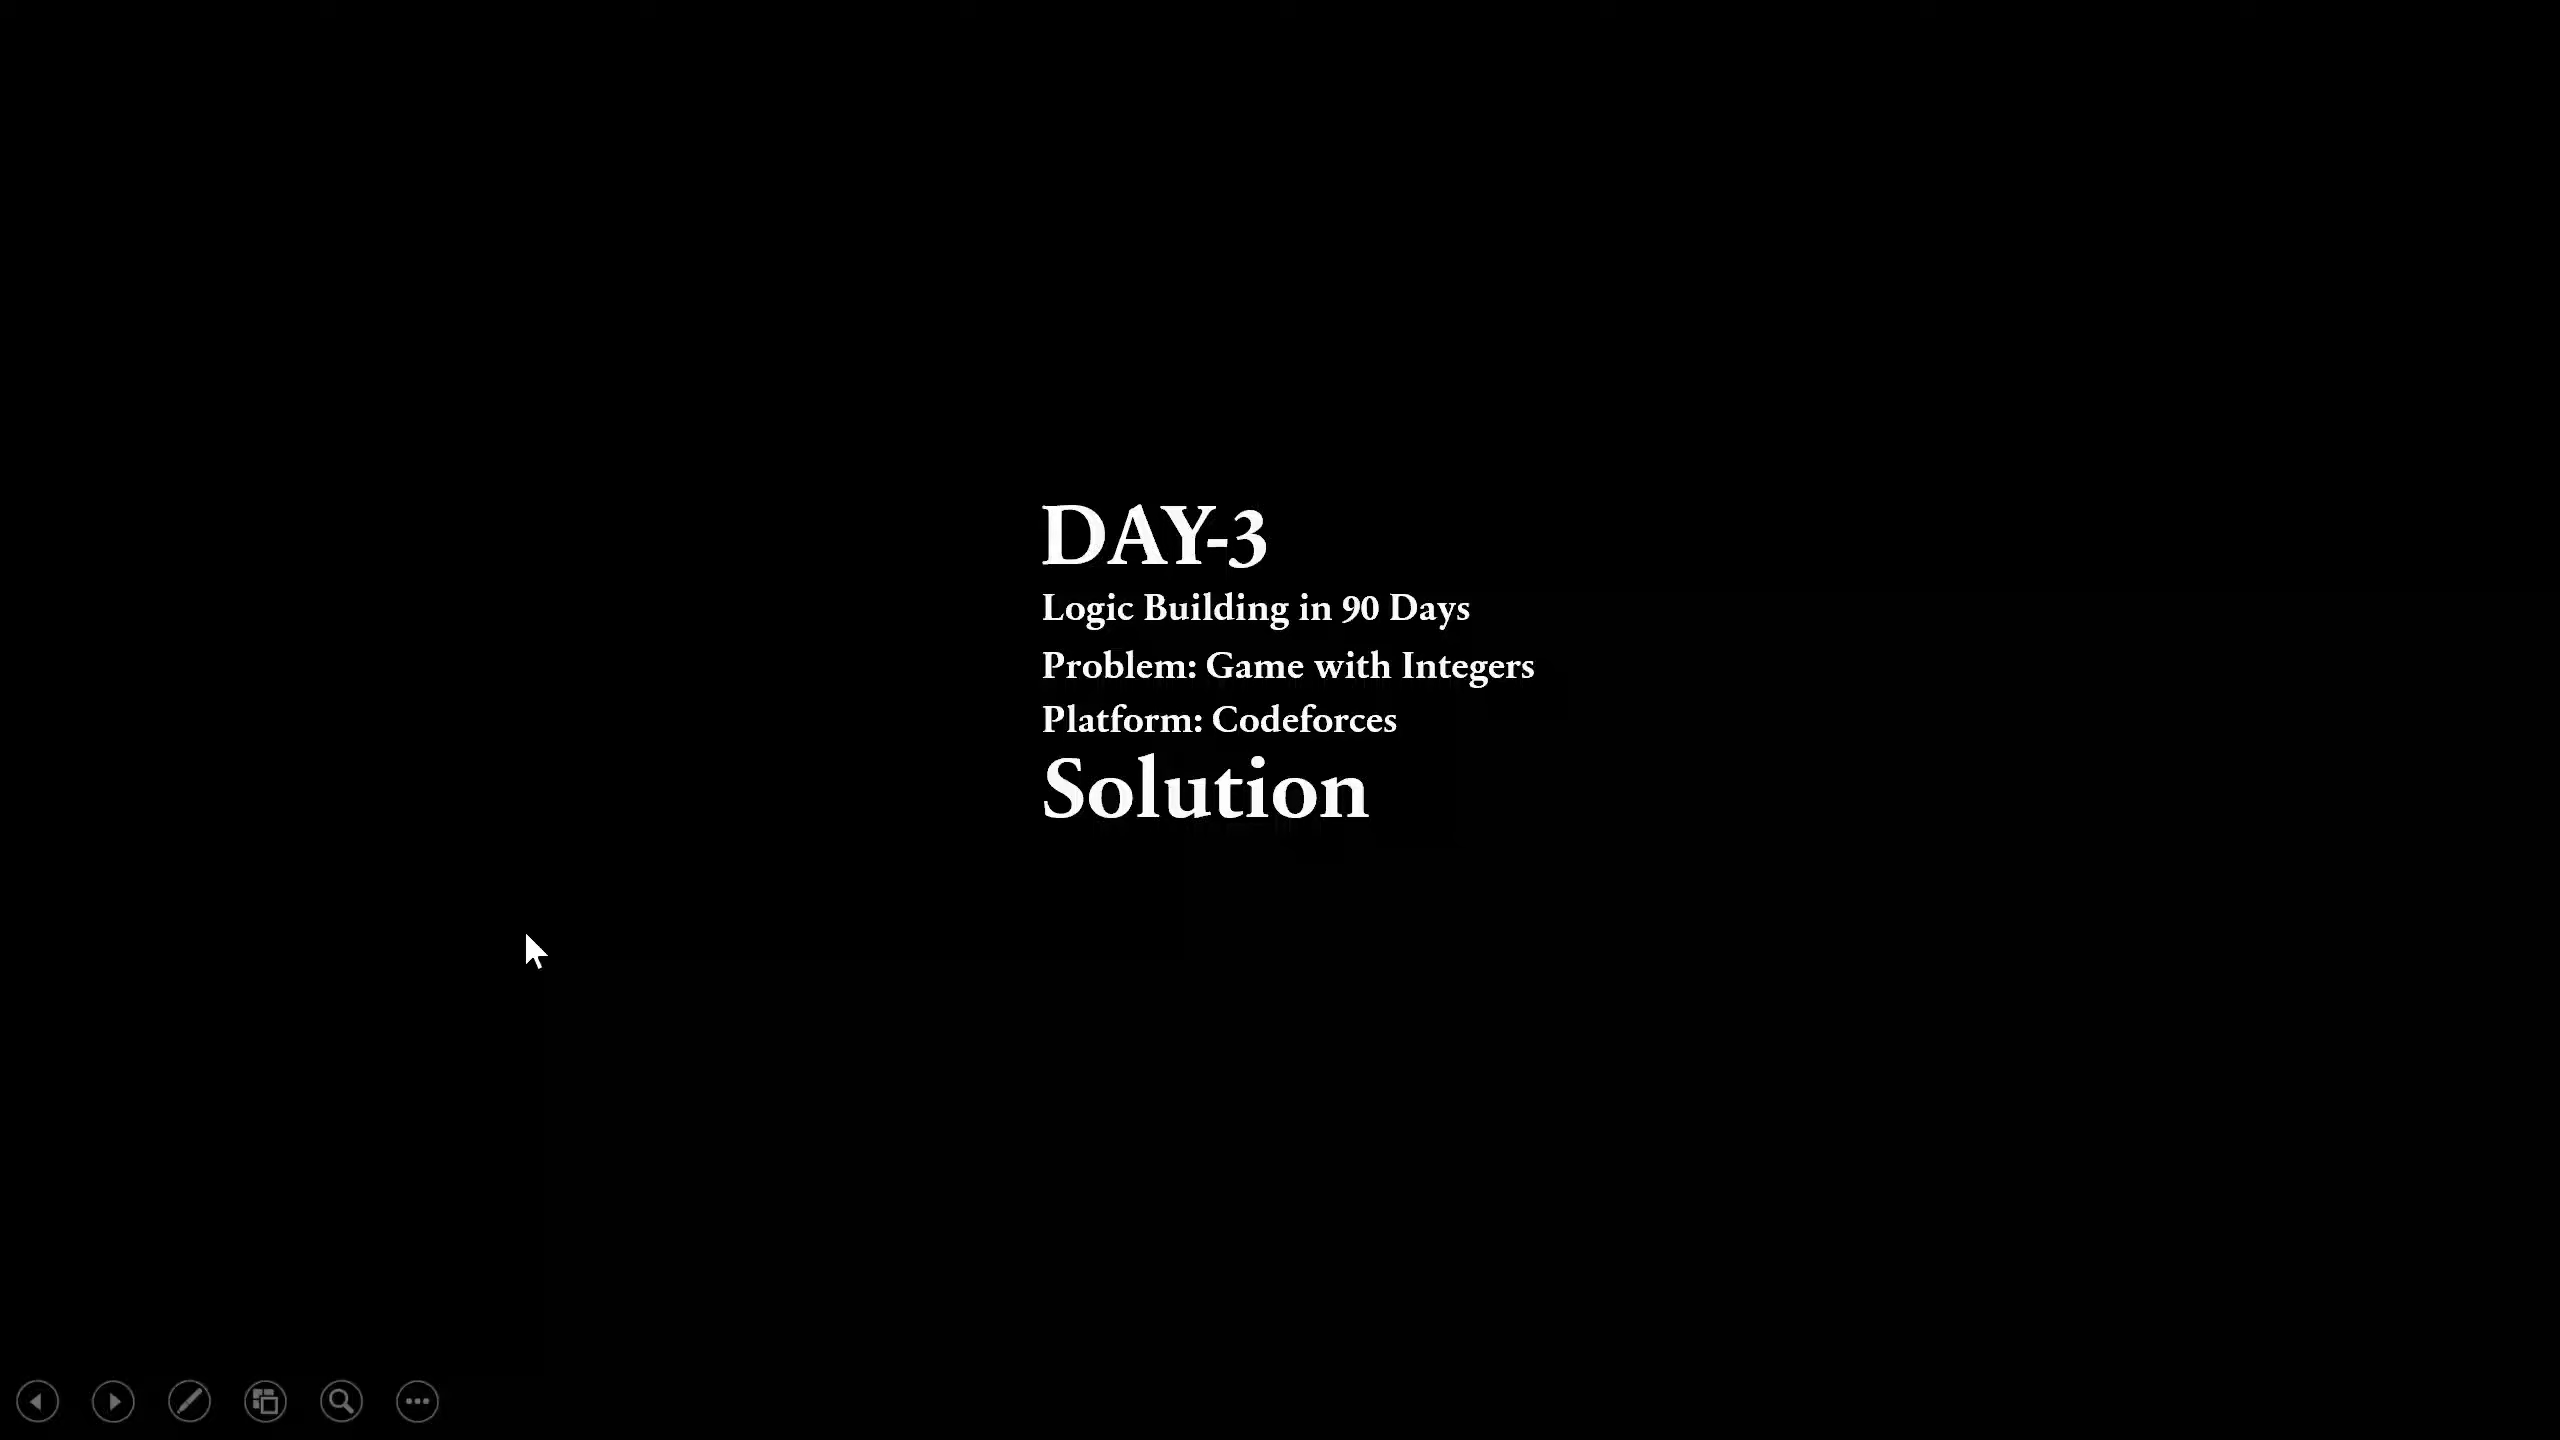 DAY-3
Logic Building in 90 Days
Problem: Game with Integers
Platform: Codeforces
Solution